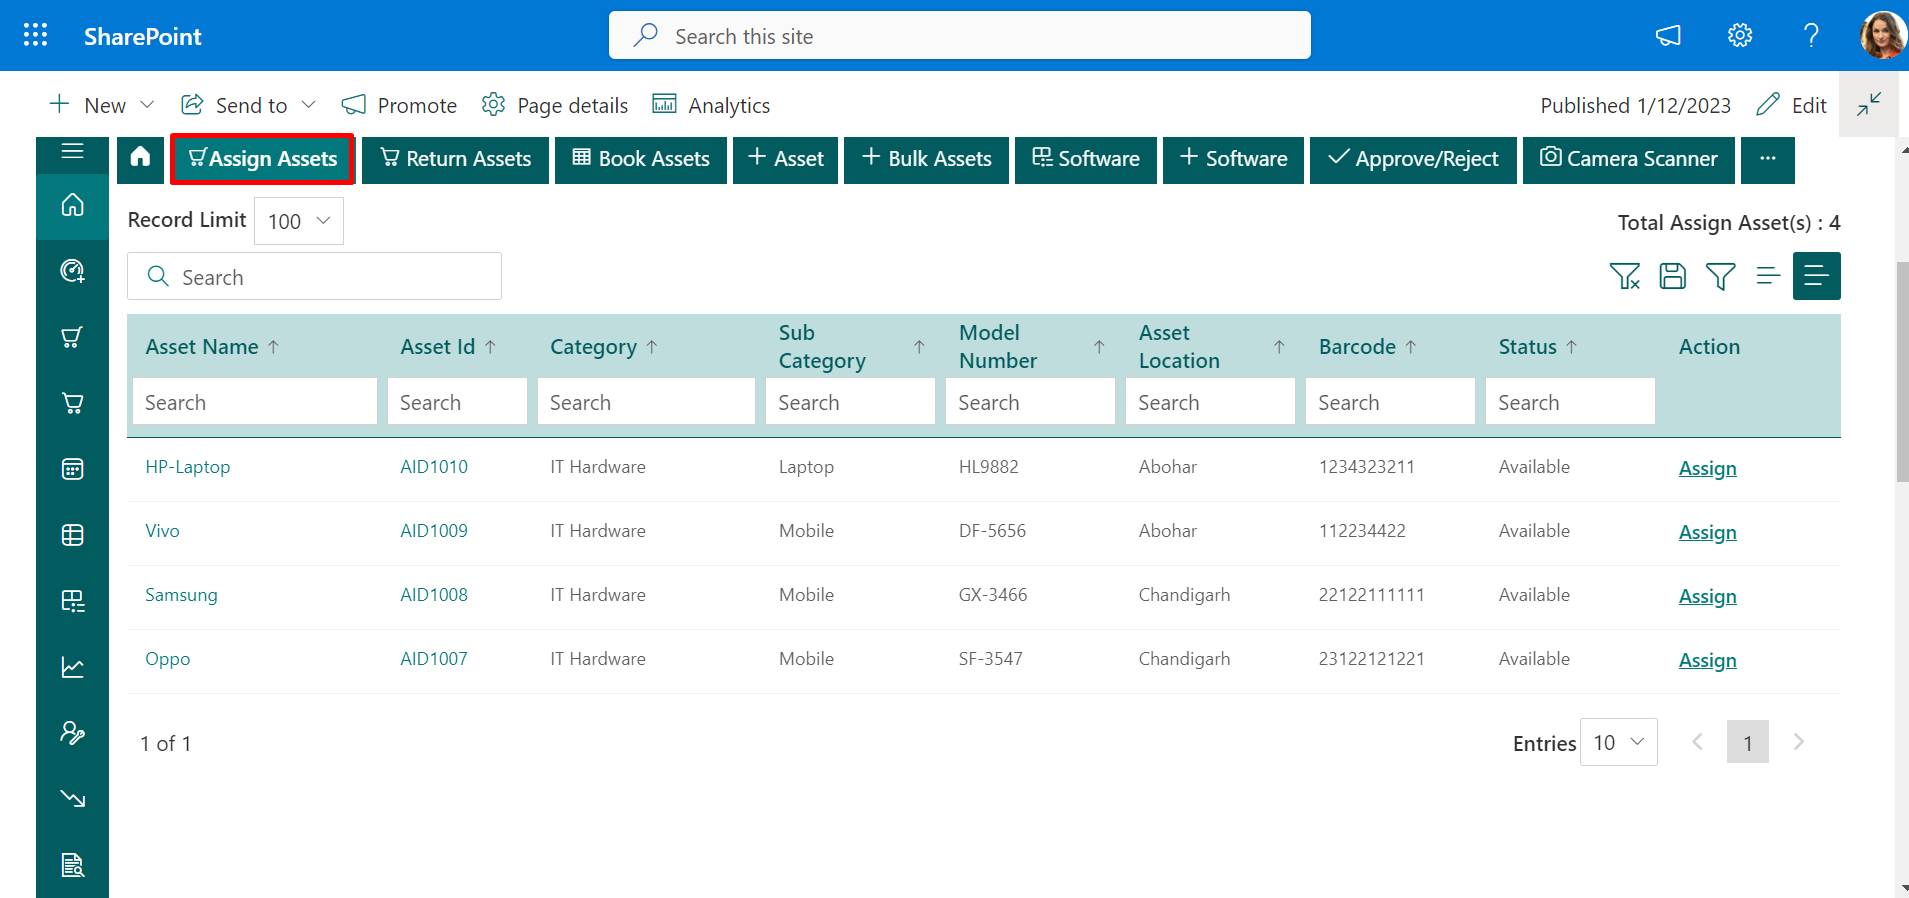 SharePoint
Search this site
New Send to Promote Page details Analytics Published 1/12/2023 Edit
Assign Assets Return Assets Book Assets + Asset + Bulk Assets Software + Software Approve/Reject Camera Scanner ...
Record Limit 100
Total Assign Asset(s) : 4
Search
Asset Name ↑ Asset Id ↑ Category ↑ Sub Category ↑ Model Number ↑ Asset Location ↑ Barcode ↑ Status ↑ Action
Search Search Search Search Search Search Search Search
HP-Laptop AID1010 IT Hardware Laptop HL9882 Abohar 1234323211 Available Assign
Vivo AID1009 IT Hardware Mobile DF-5656 Abohar 112234422 Available Assign
Samsung AID1008 IT Hardware Mobile GX-3466 Chandigarh 22122111111 Available Assign
Oppo AID1007 IT Hardware Mobile SF-3547 Chandigarh 23122121221 Available Assign
1 of 1 Entries 10 1